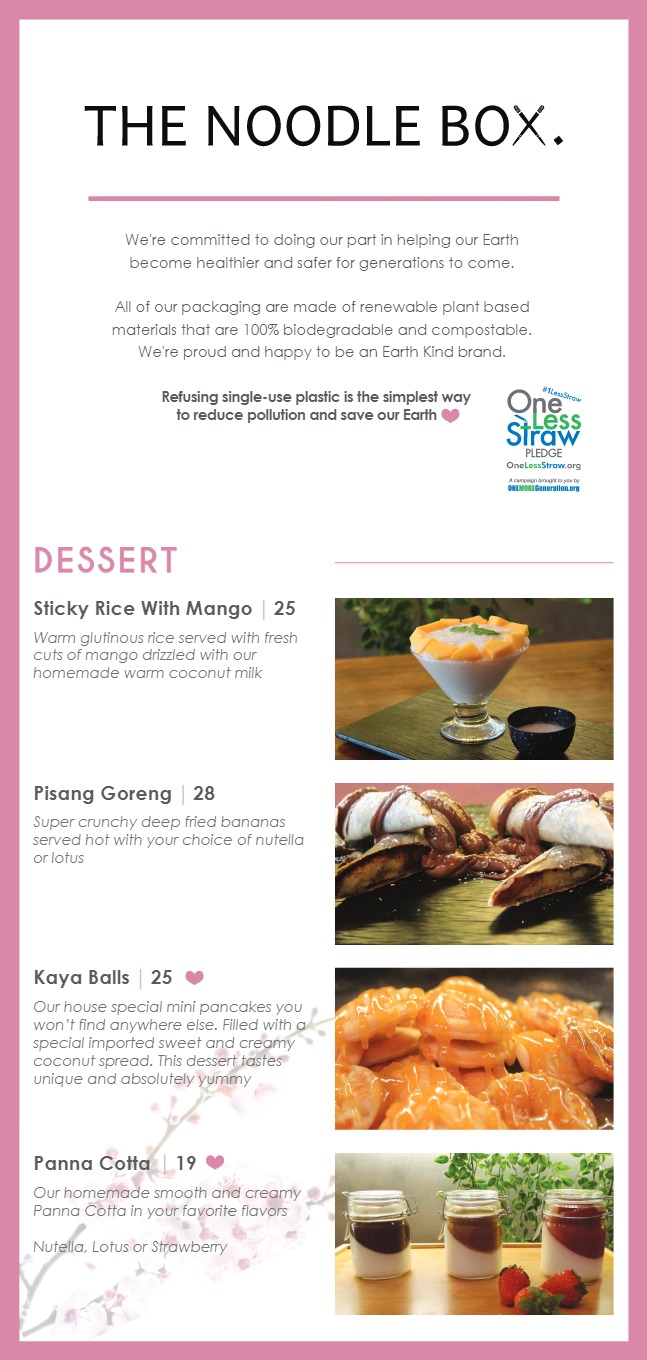 THE NOODLE BOX.
We're committed to doing our part in helping our Earth
become healthier and safer for generations to come.
All of our packaging are made of renewable plant based
materials that are 100% biodegradable and compostable.
We're proud and happy to be an Earth Kind brand.
Refusing single-use plastic is the simplest way
to reduce pollution and save our Earth
#1LessStraw
One
Less
Straw
PLEDGE
OneLessStraw.org
A campaign brought to you by
ONEMOREGeneration.org
DESSERT
Sticky Rice With Mango | 25
Warm glutinous rice served with fresh
cuts of mango drizzled with our
homemade warm coconut milk
Pisang Goreng | 28
Super crunchy deep fried bananas
served hot with your choice of nutella
or lotus
Kaya Balls | 25
Our house special mini pancakes you
won't find anywhere else. Filled with a
special imported sweet and creamy
coconut spread. This dessert tastes
unique and absolutely yummy
Panna Cotta | 19
Our homemade smooth and creamy
Panna Cotta in your favorite flavors
Nutella, Lotus or Strawberry